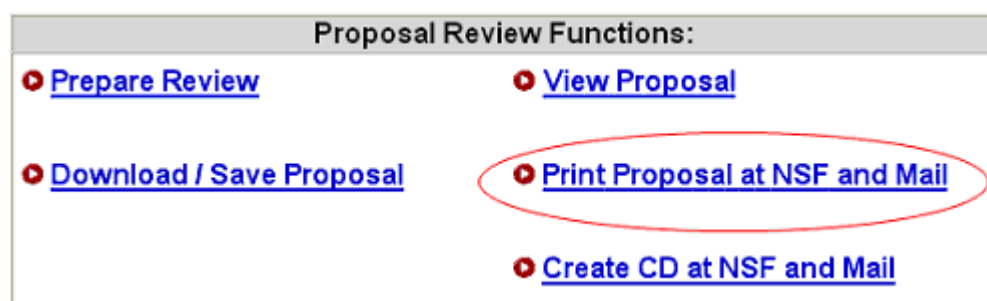 Proposal Review Functions:
Prepare Review
View Proposal
Download / Save Proposal
Print Proposal at NSF and Mail
Create CD at NSF and Mail